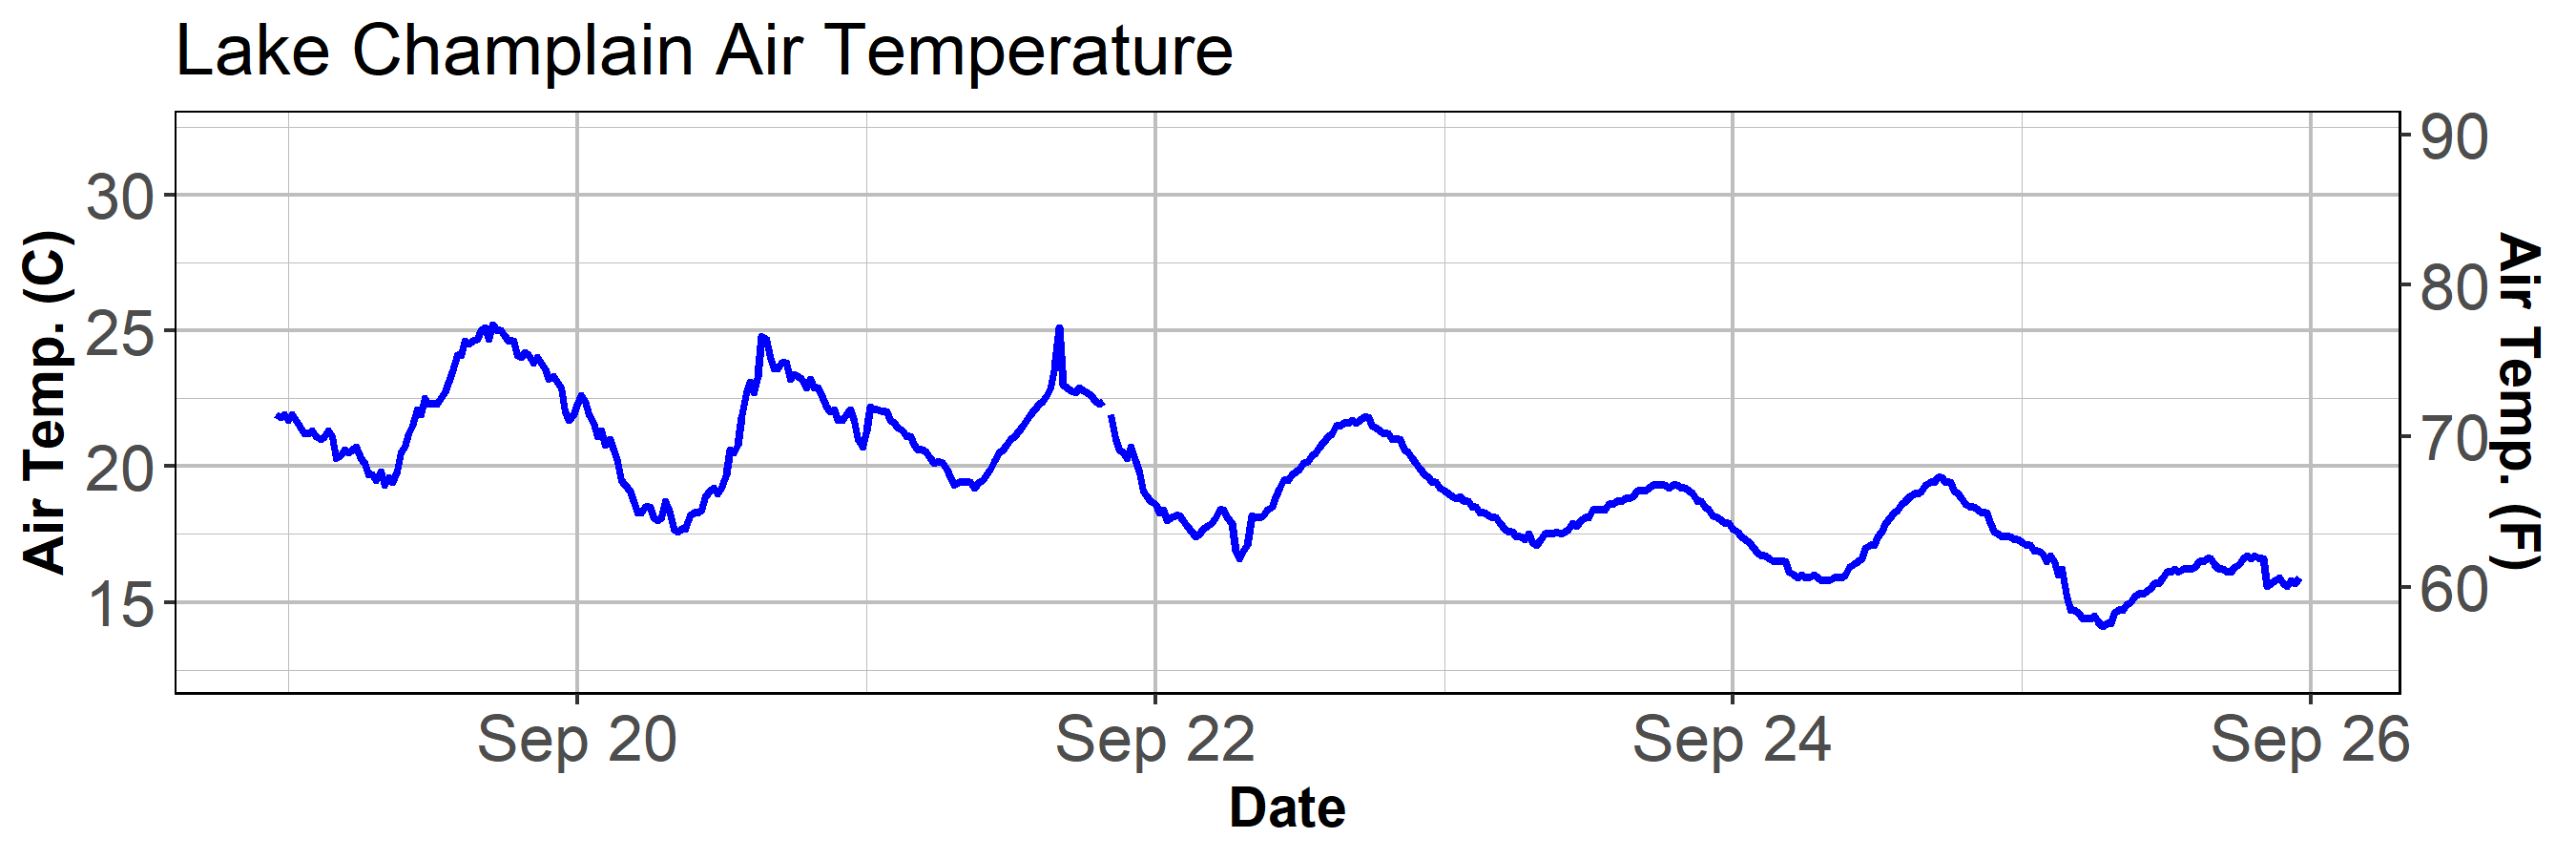 Lake Champlain Air Temperature
Air Temp. (C)
30
25
20
15
90
80
70
60
Air Temp. (F)
Sep 20
Sep 22
Sep 24
Sep 26
Date